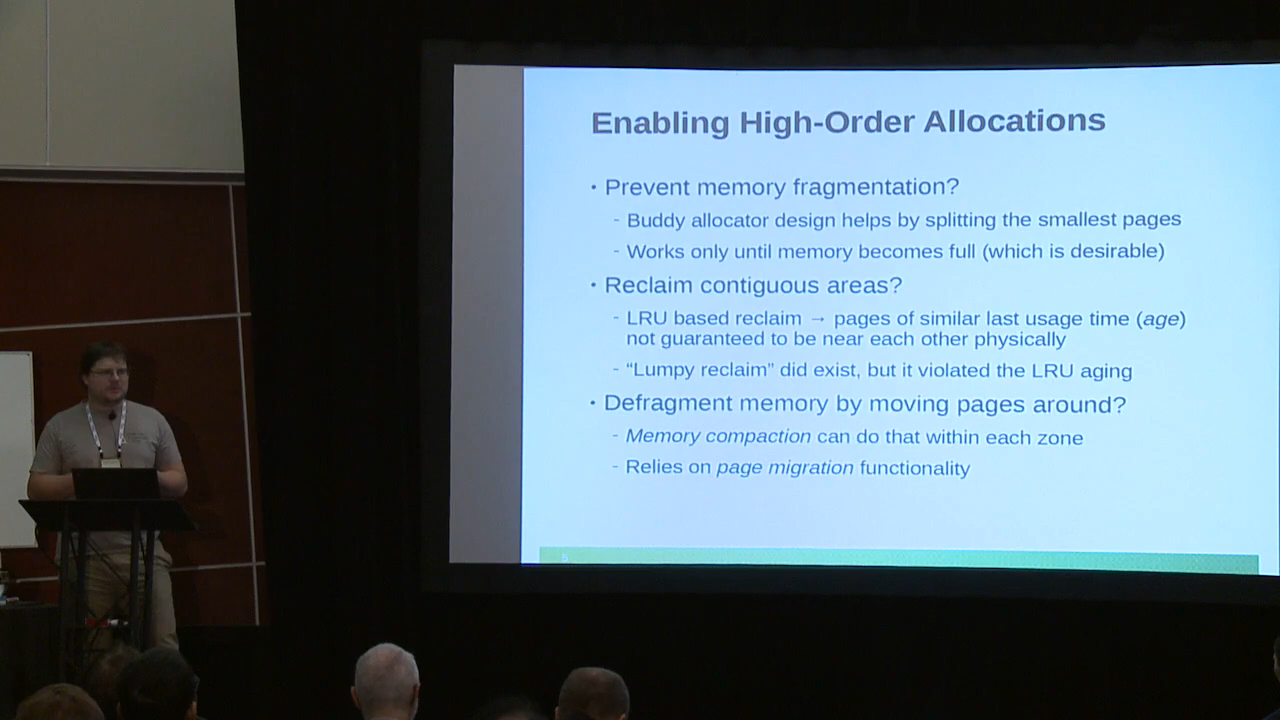 Enabling High-Order Allocations
• Prevent memory fragmentation?
- Buddy allocator design helps by splitting the smallest pages
- Works only until memory becomes full (which is desirable)
• Reclaim contiguous areas?
- LRU based reclaim → pages of similar last usage time (age)
not guaranteed to be near each other physically
- “Lumpy reclaim” did exist, but it violated the LRU aging
• Defragment memory by moving pages around?
- Memory compaction can do that within each zone
- Relies on page migration functionality
5